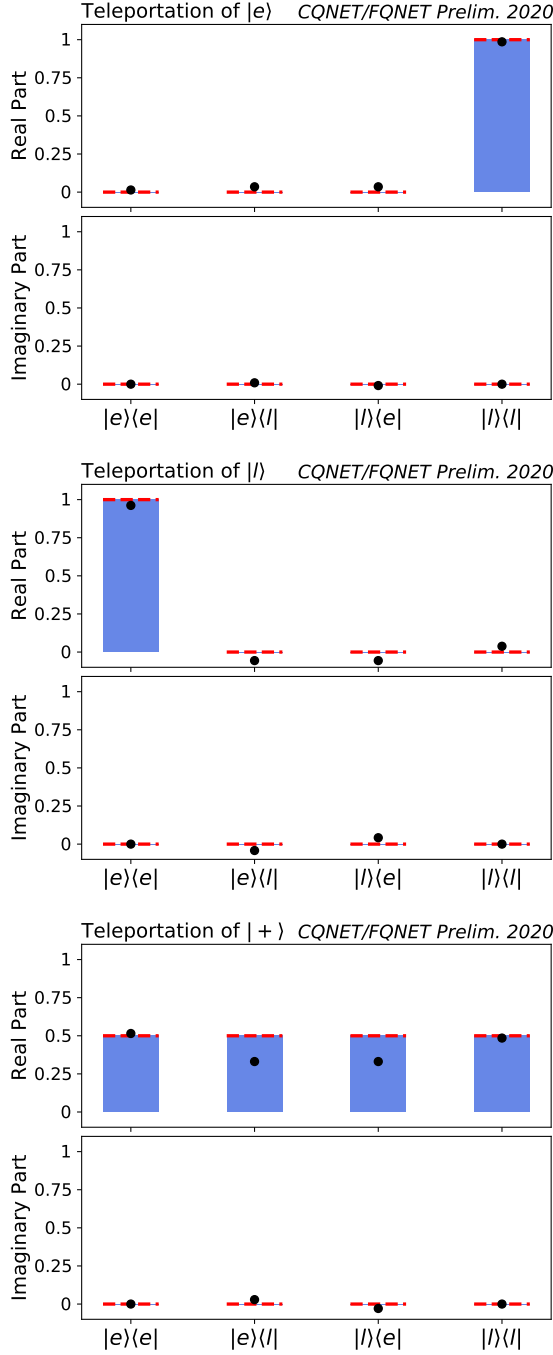 Teleportation of |e⟩ CQNET/FQNET Prelim. 2020
Real Part
1
0.75
0.5
0.25
0
Imaginary Part
1
0.75
0.5
0.25
0
|e⟩⟨e| |e⟩⟨l| |l⟩⟨e| |l⟩⟨l|
Teleportation of |l⟩ CQNET/FQNET Prelim. 2020
Real Part
1
0.75
0.5
0.25
0
Imaginary Part
1
0.75
0.5
0.25
0
|e⟩⟨e| |e⟩⟨l| |l⟩⟨e| |l⟩⟨l|
Teleportation of | + ⟩ CQNET/FQNET Prelim. 2020
Real Part
1
0.75
0.5
0.25
0
Imaginary Part
1
0.75
0.5
0.25
0
|e⟩⟨e| |e⟩⟨l| |l⟩⟨e| |l⟩⟨l|